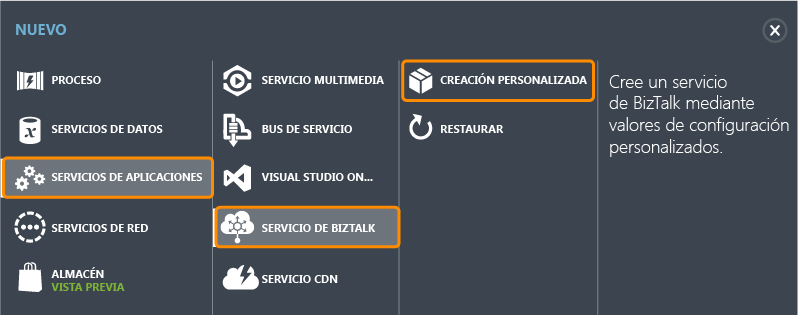 NUEVO
PROCESO
SERVICIOS DE DATOS
SERVICIOS DE APLICACIONES
SERVICIOS DE RED
ALMACÉN
VISTA PREVIA
SERVICIO MULTIMEDIA
BUS DE SERVICIO
VISUAL STUDIO ON...
SERVICIO DE BIZTALK
SERVICIO CDN
CREACIÓN PERSONALIZADA
RESTAURAR
Cree un servicio
de BizTalk mediante
valores de configuración
personalizados.